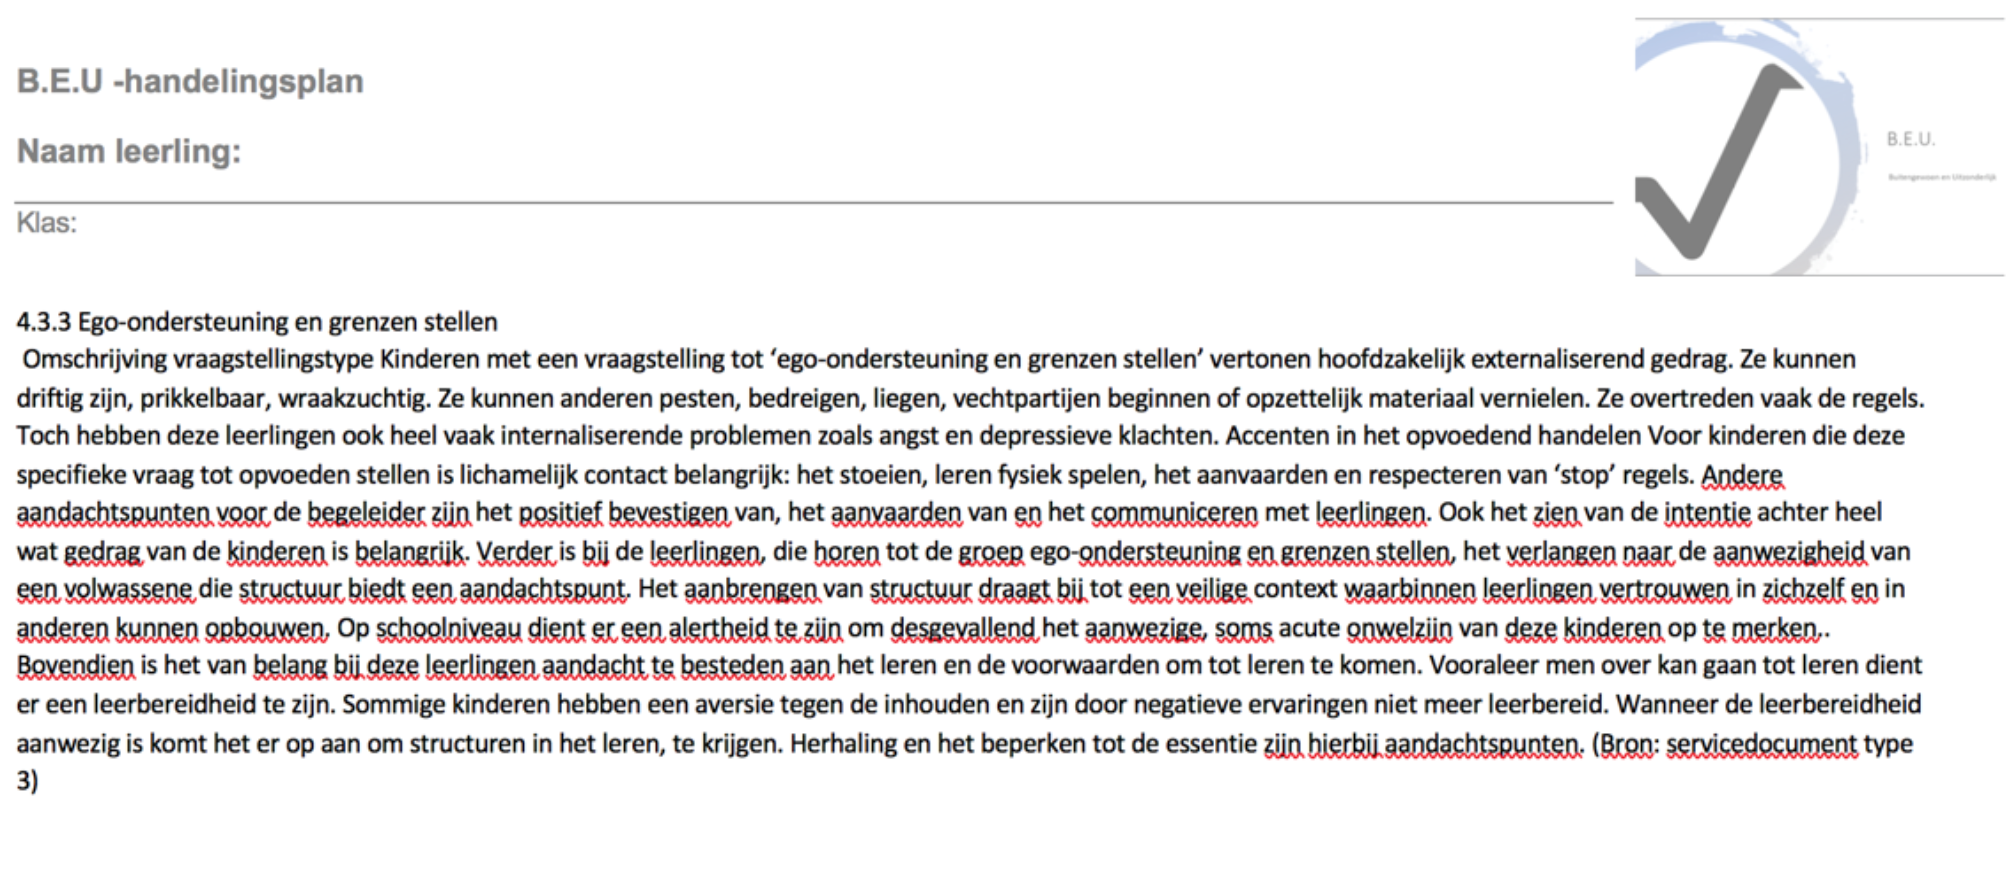 B.E.U -handelingsplan
Naam leerling:
Klas:
B.E.U.
Buitengewoon en Uitzonderlijk
4.3.3 Ego-ondersteuning en grenzen stellen
Omschrijving vraagstellingstype Kinderen met een vraagstelling tot ‘ego-ondersteuning en grenzen stellen’ vertonen hoofdzakelijk externaliserend gedrag. Ze kunnen
driftig zijn, prikkelbaar, wraakzuchtig. Ze kunnen anderen pesten, bedreigen, liegen, vechtpartijen beginnen of opzettelijk materiaal vernielen. Ze overtreden vaak de regels.
Toch hebben deze leerlingen ook heel vaak internaliserende problemen zoals angst en depressieve klachten. Accenten in het opvoedend handelen Voor kinderen die deze
specifieke vraag tot opvoeden stellen is lichamelijk contact belangrijk: het stoeien, leren fysiek spelen, het aanvaarden en respecteren van ‘stop’ regels. Andere
aandachtspunten voor de begeleider zijn het positief bevestigen van, het aanvaarden van en het communiceren met leerlingen. Ook het zien van de intentie achter heel
wat gedrag van de kinderen is belangrijk. Verder is bij de leerlingen, die horen tot de groep ego-ondersteuning en grenzen stellen, het verlangen naar de aanwezigheid van
een volwassene die structuur biedt een aandachtspunt. Het aanbrengen van structuur draagt bij tot een veilige context waarbinnen leerlingen vertrouwen in zichzelf en in
anderen kunnen opbouwen. Op schoolniveau dient er een alertheid te zijn om desgevallend het aanwezige, soms acute onwelzijn van deze kinderen op te merken..
Bovendien is het van belang bij deze leerlingen aandacht te besteden aan het leren en de voorwaarden om tot leren te komen. Vooraleer men over kan gaan tot leren dient
er een leerbereidheid te zijn. Sommige kinderen hebben een aversie tegen de inhouden en zijn door negatieve ervaringen niet meer leerbereid. Wanneer de leerbereidheid
aanwezig is komt het er op aan om structuren in het leren, te krijgen. Herhaling en het beperken tot de essentie zijn hierbij aandachtspunten. (Bron: servicedocument type
3)